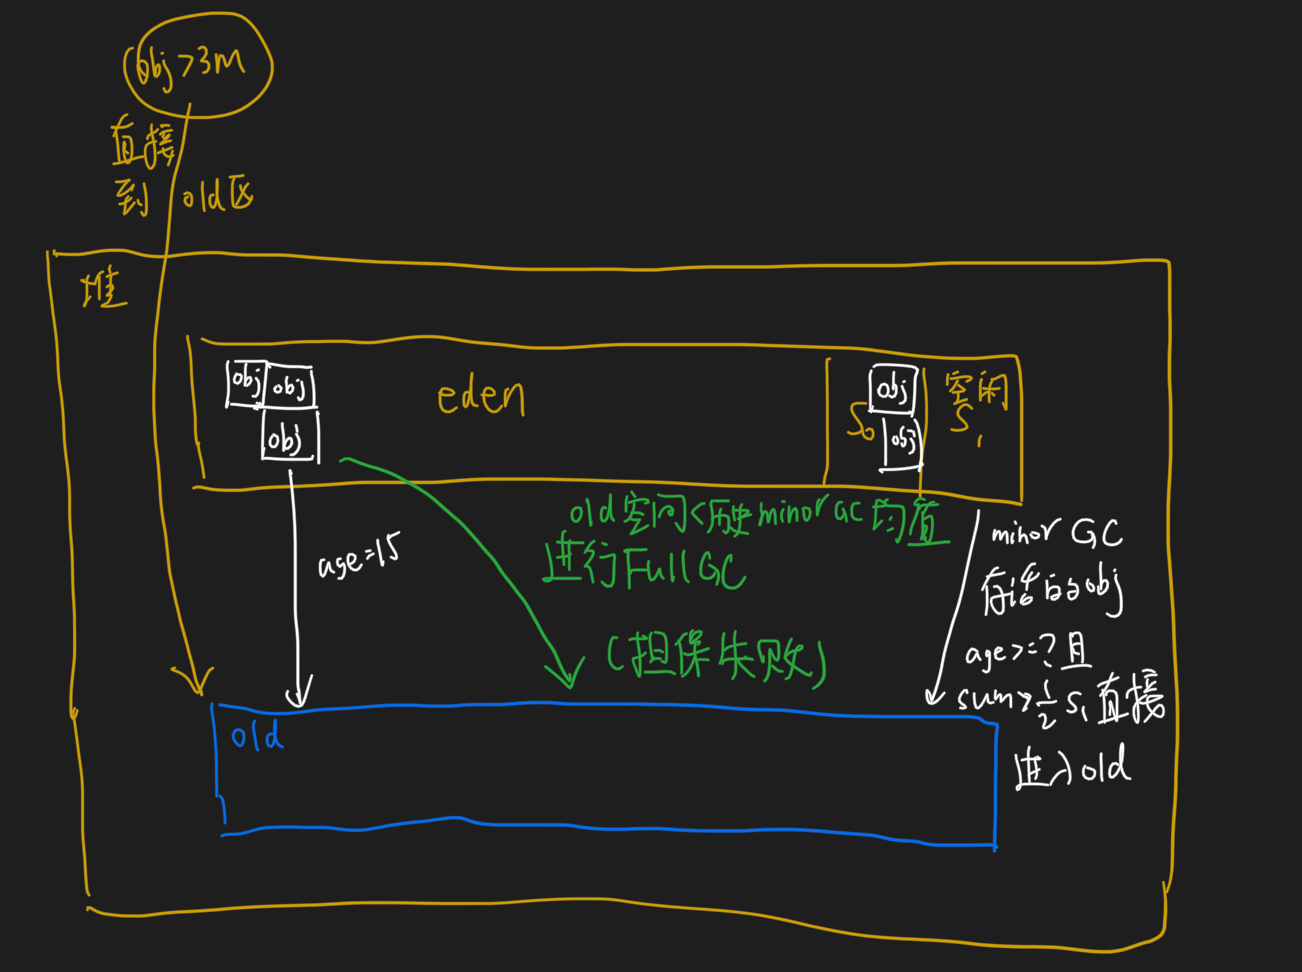 obj>3M
直接
到 old区
堆
obj obj
obj
eden
S0
obj
obj
空闲
S1
age=15
old空间<历史minor GC均值
进行Full GC
(担保失败)
minor GC
存活的obj
age>=?且
sum>1/2 S1直接
进入old
old